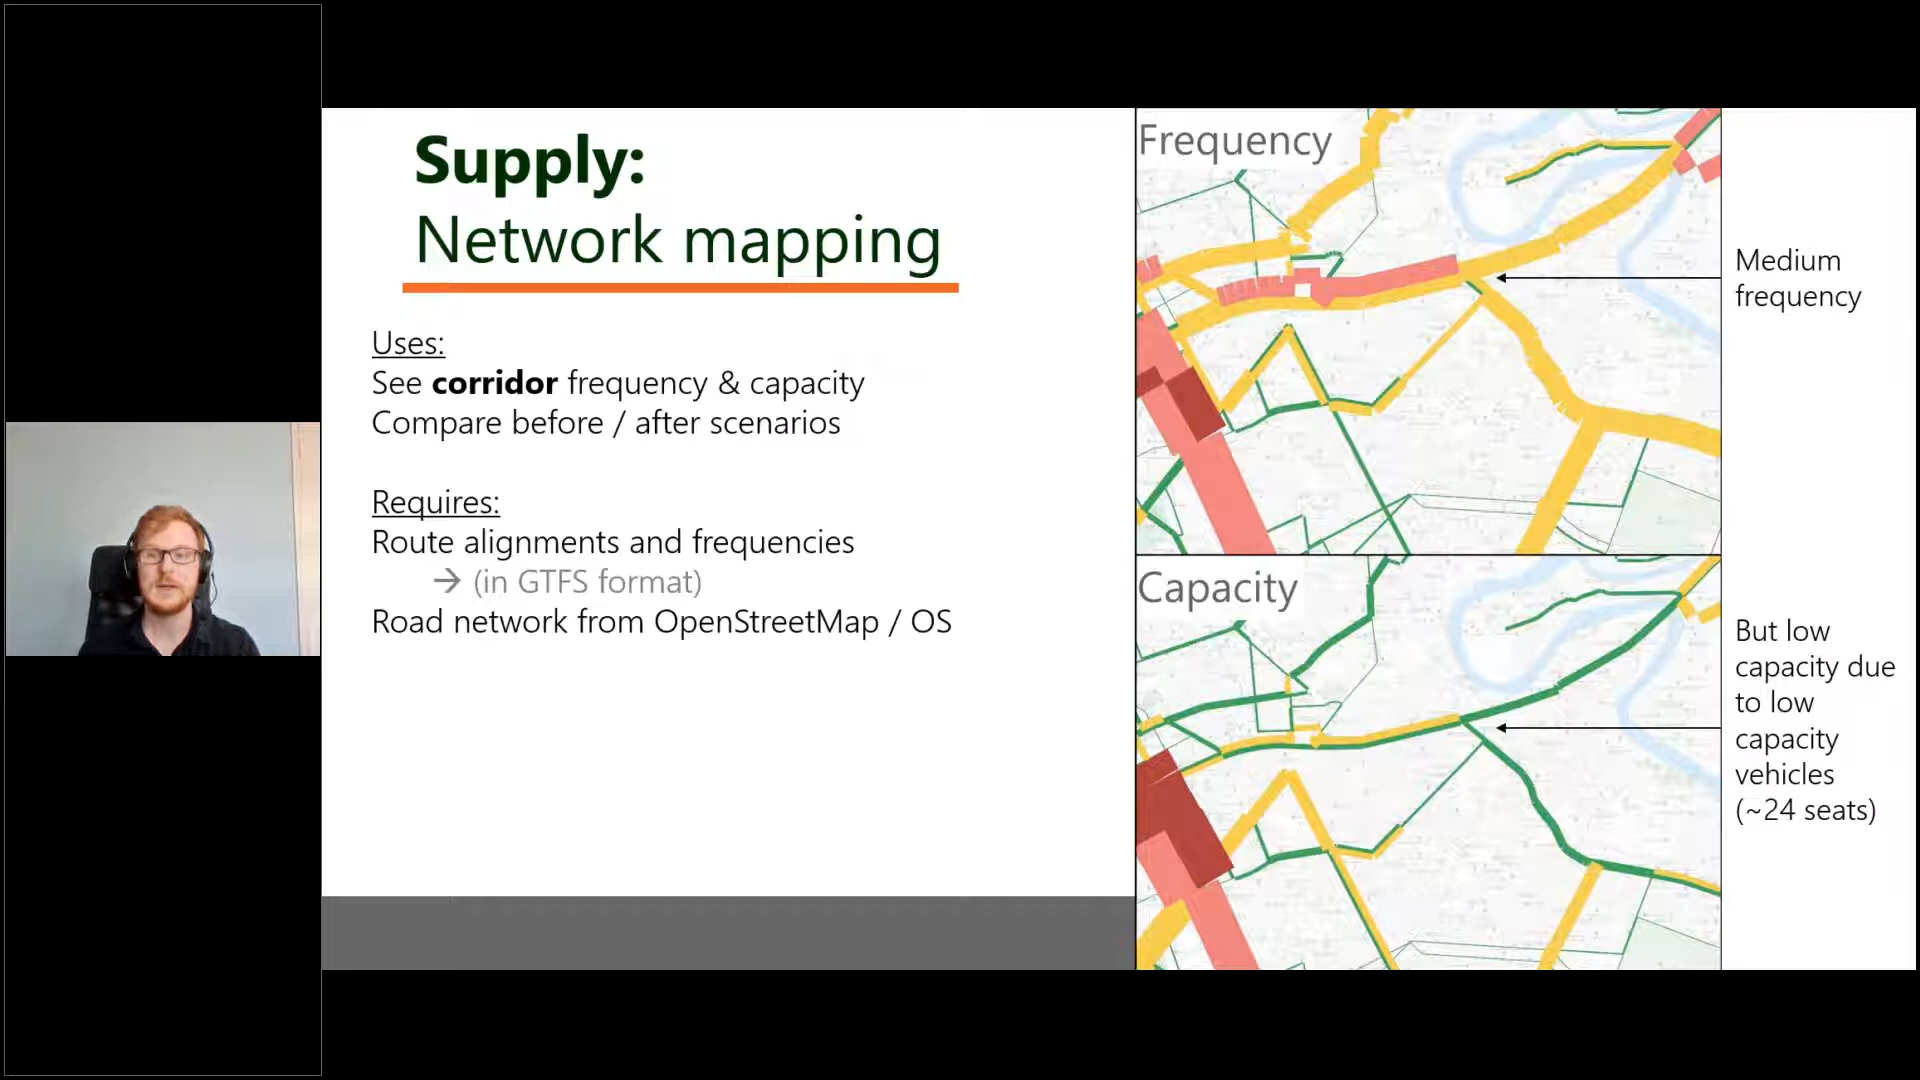 Supply:
Network mapping
Uses:
See corridor frequency & capacity
Compare before / after scenarios
Requires:
Route alignments and frequencies
→ (in GTFS format)
Road network from OpenStreetMap / OS
Frequency
Medium
frequency
Capacity
But low
capacity due
to low
capacity
vehicles
(~24 seats)